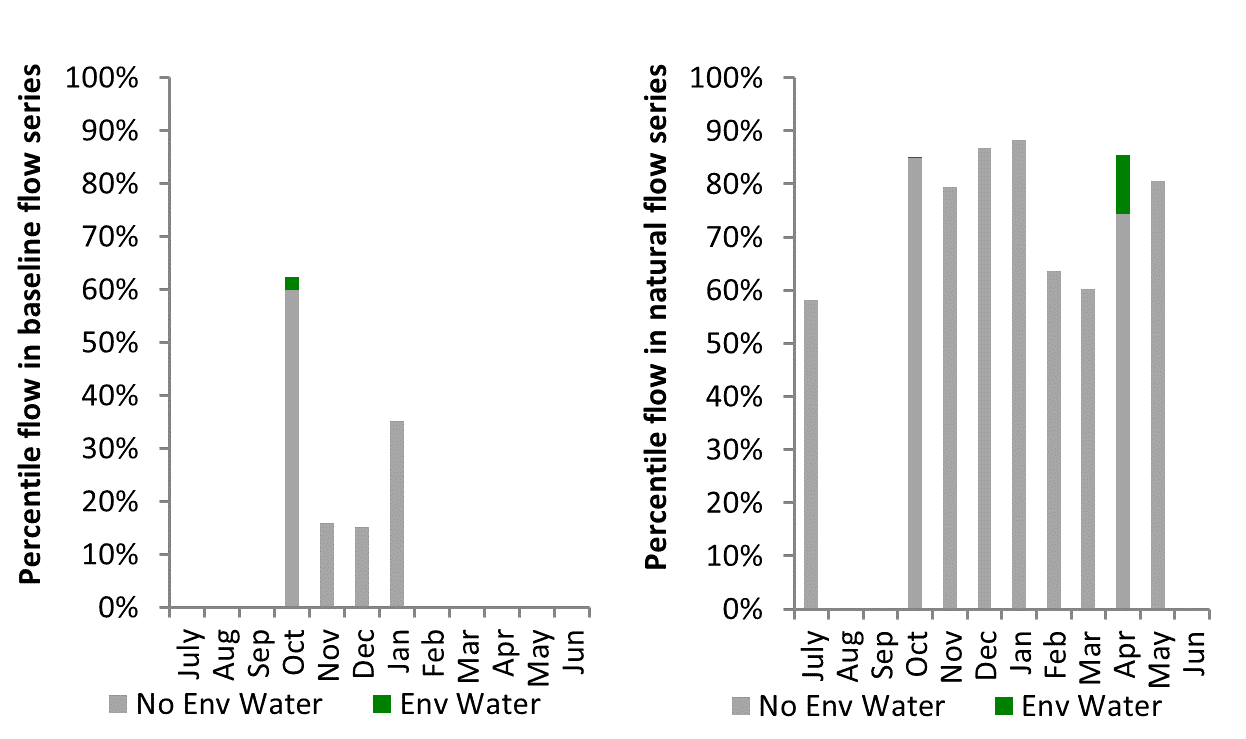 Percentile flow in baseline flow series
100%
90%
80%
70%
60%
50%
40%
30%
20%
10%
0%
July
Aug
Sep
Oct
Nov
Dec
Jan
Feb
Mar
Apr
May
Jun
No Env Water
Env Water
Percentile flow in natural flow series
100%
90%
80%
70%
60%
50%
40%
30%
20%
10%
0%
July
Aug
Sep
Oct
Nov
Dec
Jan
Feb
Mar
Apr
May
Jun
No Env Water
Env Water